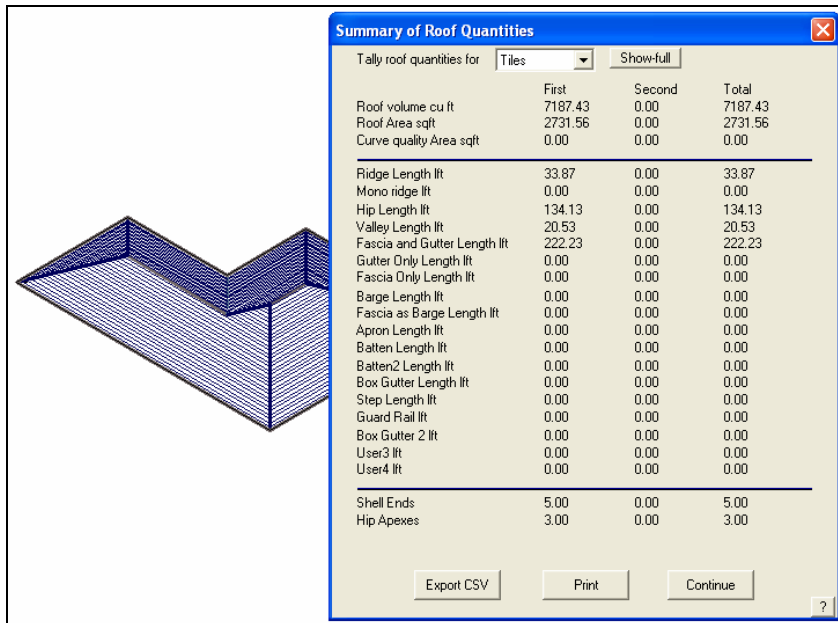 Summary of Roof Quantities
Tally roof quantities for Tiles Show-full
First Second Total
Roof volume cu ft 7187.43 0.00 7187.43
Roof Area sqft 2731.56 0.00 2731.56
Curve quality Area sqft 0.00 0.00 0.00
Ridge Length lft 33.87 0.00 33.87
Mono ridge lft 0.00 0.00 0.00
Hip Length lft 134.13 0.00 134.13
Valley Length lft 20.53 0.00 20.53
Fascia and Gutter Length lft 222.23 0.00 222.23
Gutter Only Length lft 0.00 0.00 0.00
Fascia Only Length lft 0.00 0.00 0.00
Barge Length lft 0.00 0.00 0.00
Fascia as Barge Length lft 0.00 0.00 0.00
Apron Length lft 0.00 0.00 0.00
Batten Length lft 0.00 0.00 0.00
Batten2 Length lft 0.00 0.00 0.00
Box Gutter Length lft 0.00 0.00 0.00
Step Length lft 0.00 0.00 0.00
Guard Rail lft 0.00 0.00 0.00
Box Gutter 2 lft 0.00 0.00 0.00
User3 lft 0.00 0.00 0.00
User4 lft 0.00 0.00 0.00
Shell Ends 5.00 0.00 5.00
Hip Apexes 3.00 0.00 3.00
Export CSV Print Continue
?